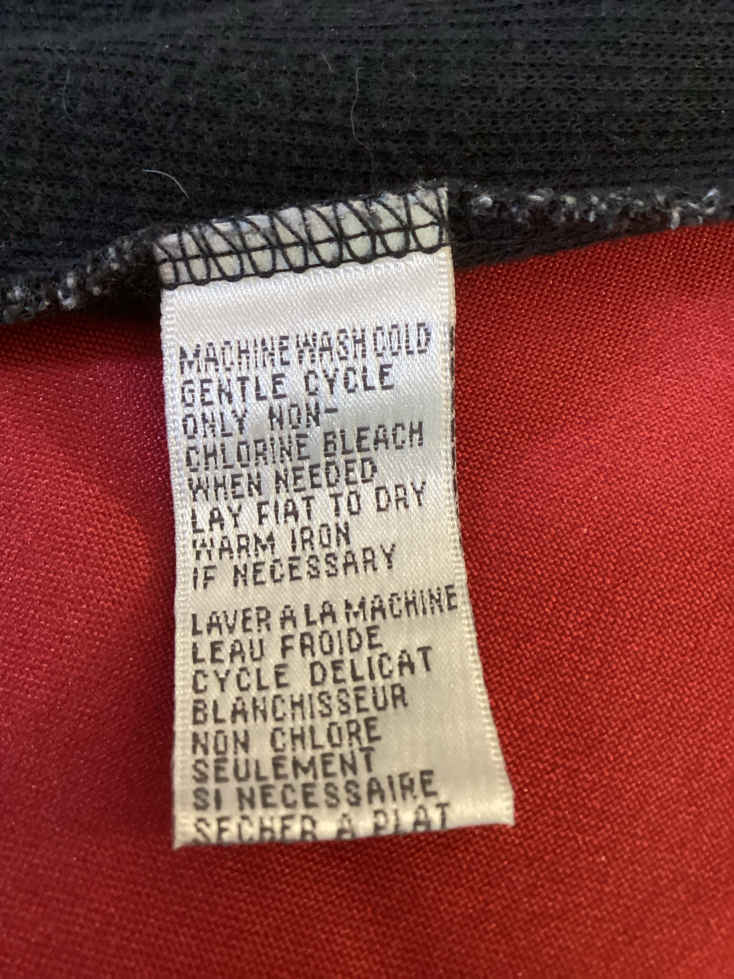 MACHINE WASH COLD
GENTLE CYCLE
ONLY NON-
CHLORINE BLEACH
WHEN NEEDED
LAY FIAT TO DRY
WARM IRON
IF NECESSARY
LAVER A LA MACHINE
LEAU FROIDE
CYCLE DELICAT
BLANCHISSEUR
NON CHLORE
SEULEMENT
SI NECESSAIRE
SECHER A PLAT